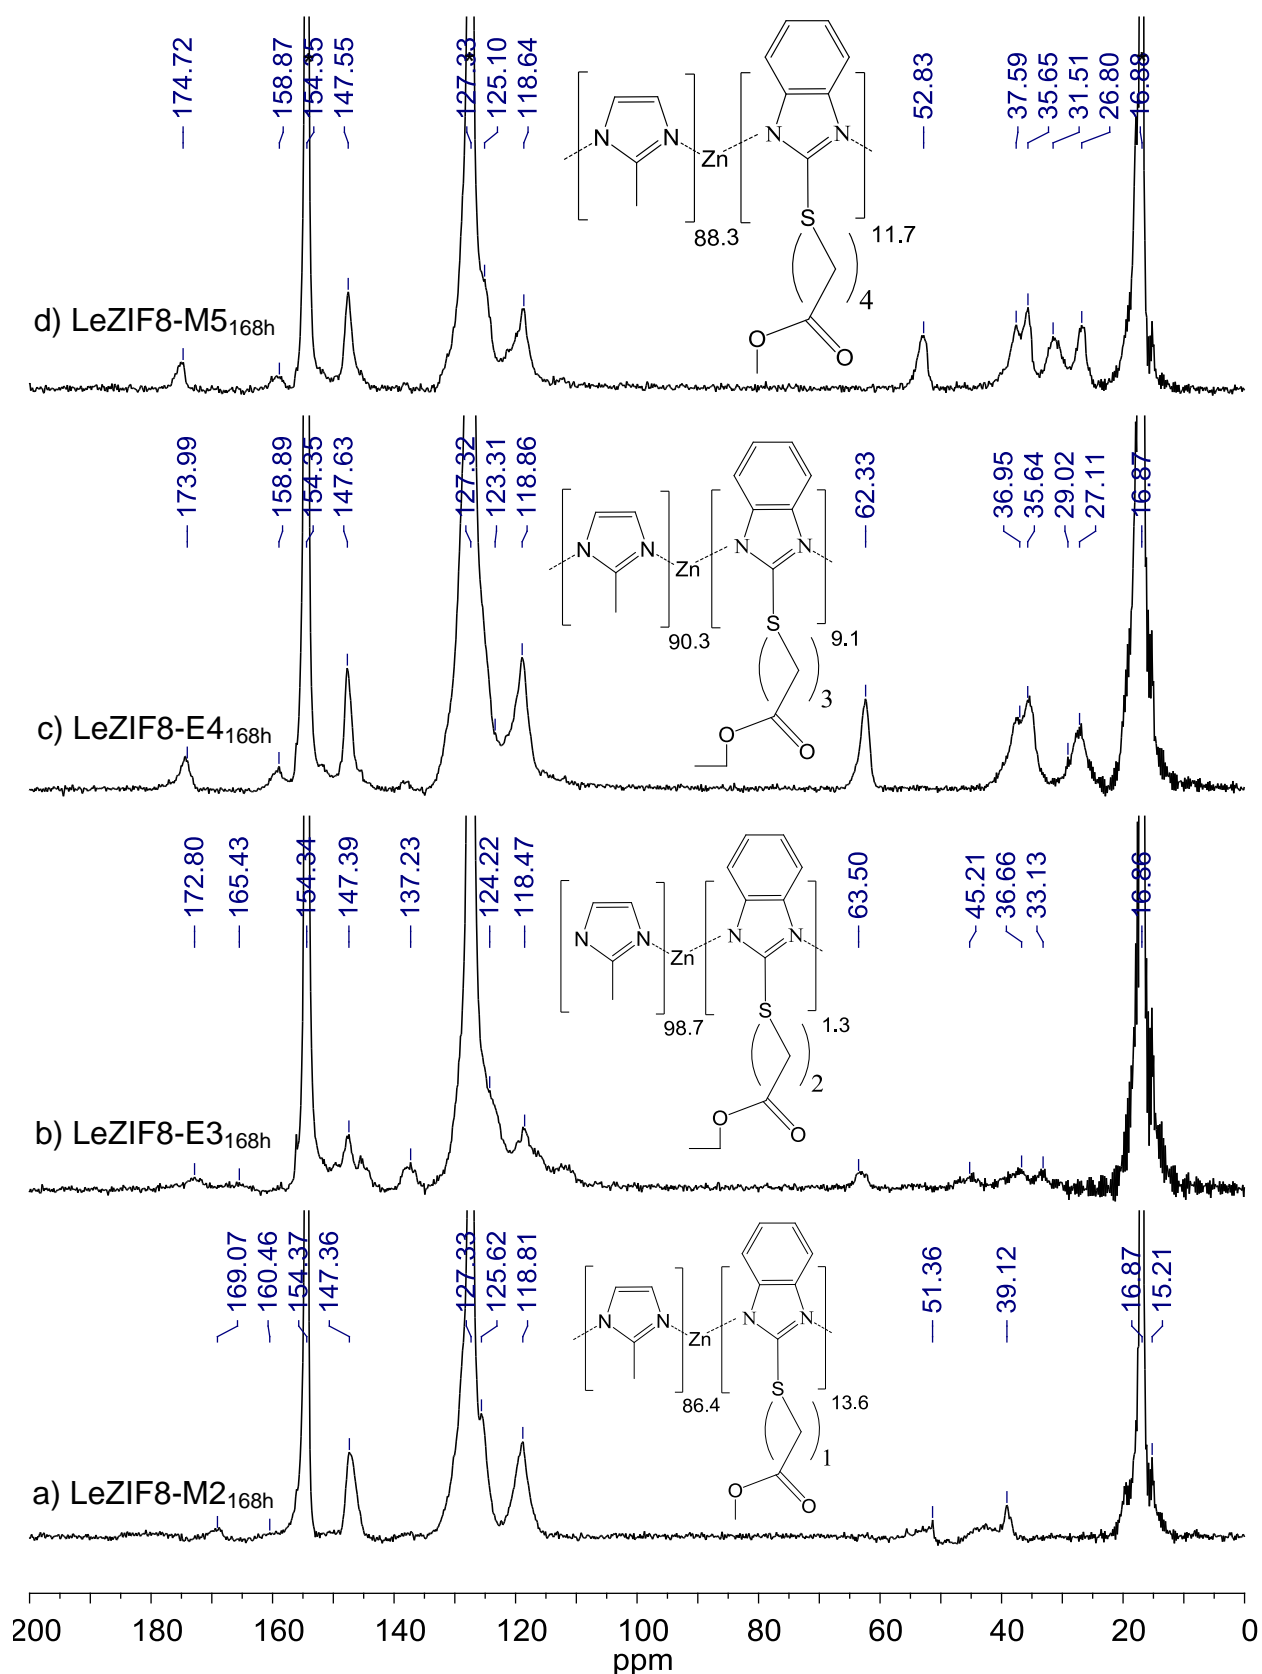 174.72 158.87 154.35 147.55 127.33 125.10 118.64 52.83 37.59 35.65 31.51 26.80 16.88
N N Zn N N
S
88.3 11.7
4
O O
d) LeZIF8-M5168h
173.99 158.89 154.35 147.63 127.32 123.31 118.86 62.33 36.95 35.64 29.02 27.11 16.87
N N Zn N N
S
90.3 9.1
3
O O
c) LeZIF8-E4168h
172.80 165.43 154.34 147.39 137.23 124.22 118.47 63.50 45.21 36.66 33.13 16.86
N N Zn N N
S
98.7 1.3
2
O O
b) LeZIF8-E3168h
169.07 160.46 154.37 147.36 127.33 125.62 118.81 51.36 39.12 16.87 15.21
N N Zn N N
S
86.4 13.6
1
O O
a) LeZIF8-M2168h
200 160 140 120 100 80 60 40 20 0
ppm